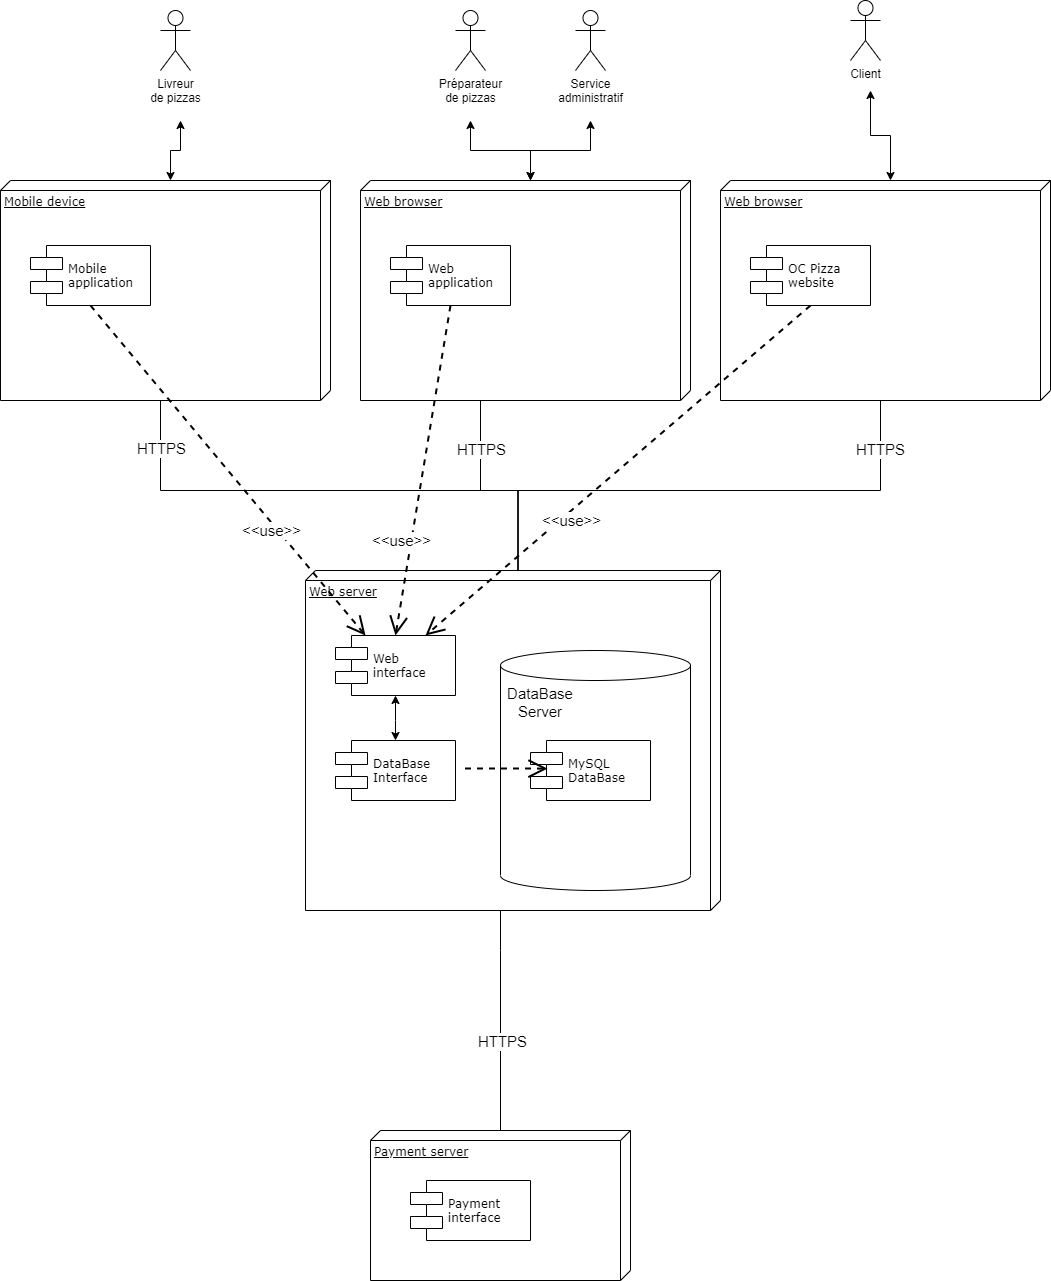 Livreur
de pizzas
Préparateur
de pizzas
Service
administratif
Client
Mobile device
Mobile
application
Web browser
Web
application
Web browser
OC Pizza
website
HTTPS
HTTPS
HTTPS
<<use>>
<<use>>
<<use>>
Web server
Web
interface
DataBase
Server
DataBase
Interface
MySQL
DataBase
HTTPS
Payment server
Payment
interface